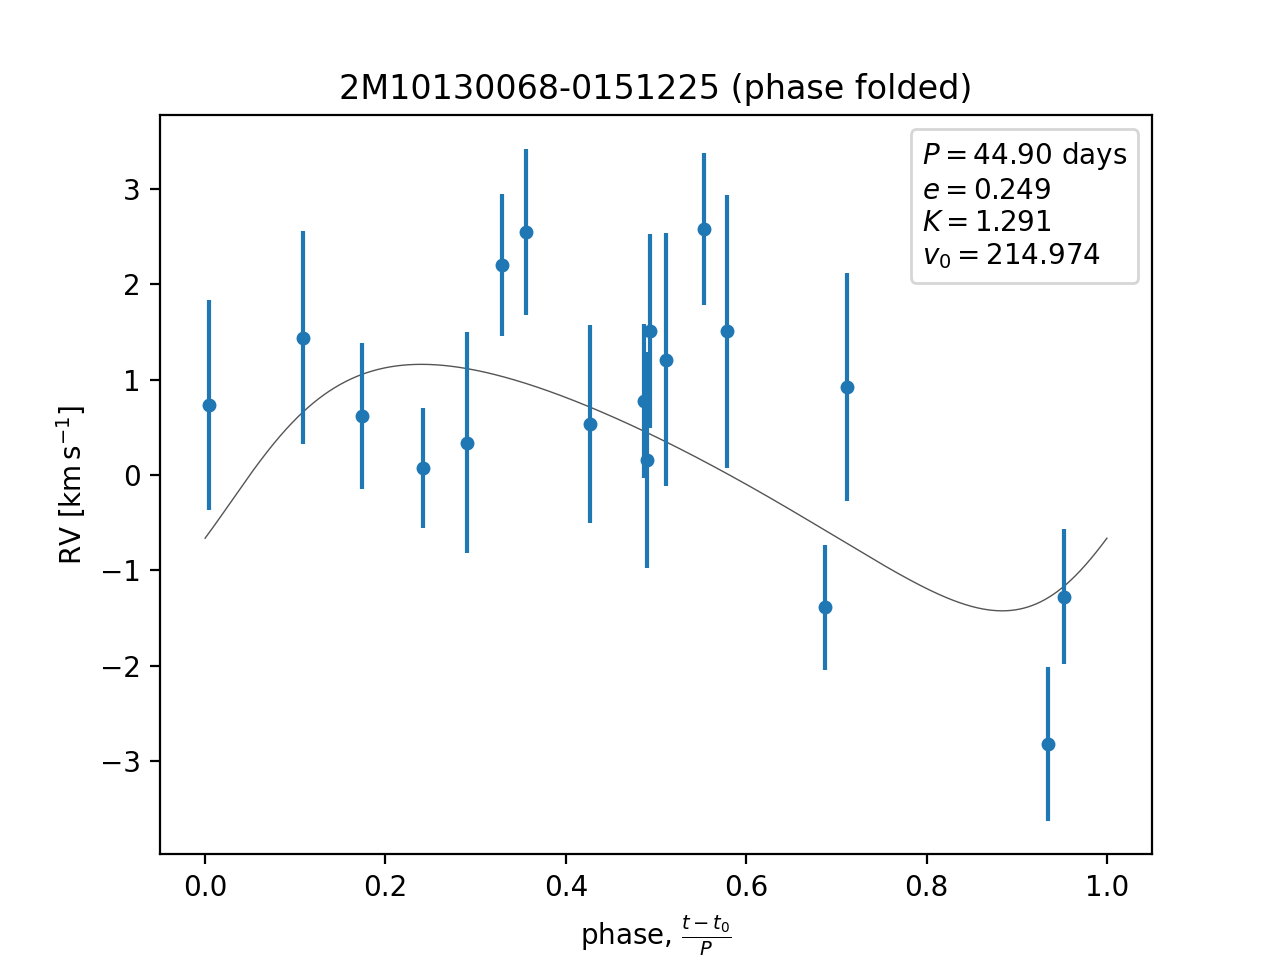 2M10130068-0151225 (phase folded)
P = 44.90 days
e = 0.249
K = 1.291
v₀ = 214.974
3
2
1
0
−1
−2
−3
RV [km s⁻¹]
0.0 0.2 0.4 0.6 0.8 1.0
phase, (t − t₀)/P